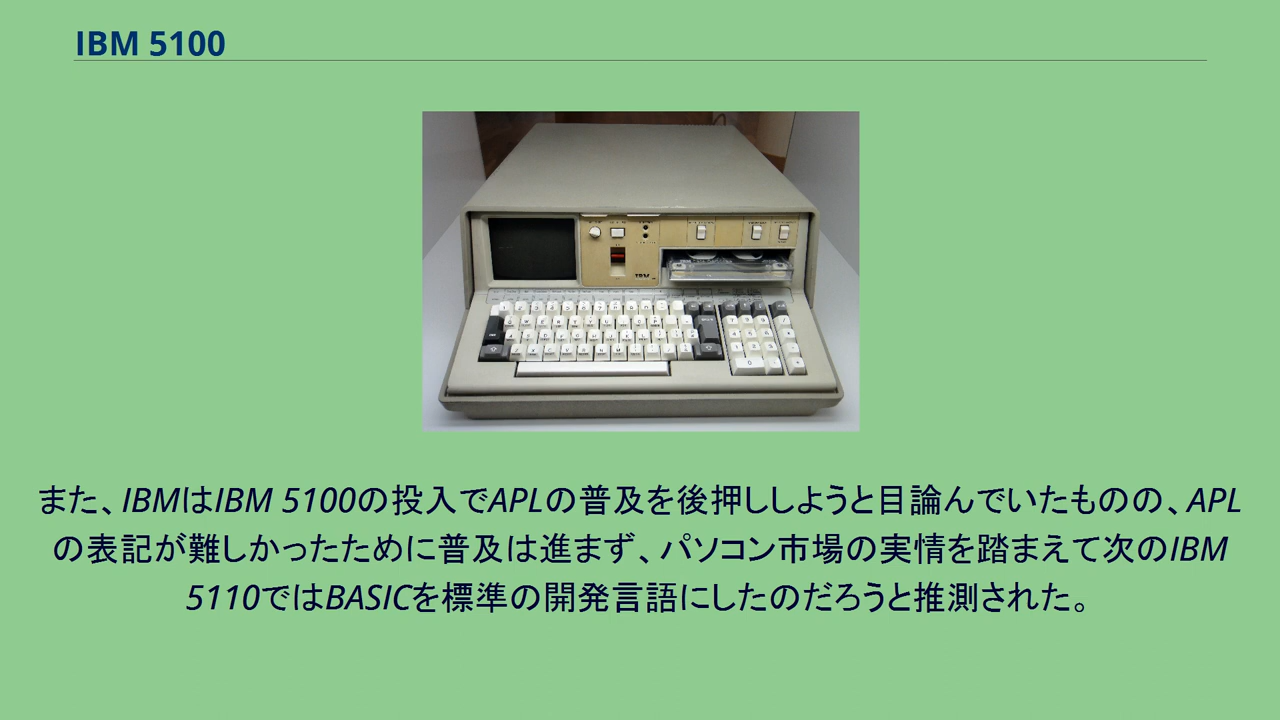 IBM 5100
IBM
また、IBMはIBM 5100の投入でAPLの普及を後押ししようと目論んでいたものの、APL
の表記が難しかったために普及は進まず、パソコン市場の実情を踏まえて次のIBM
5110ではBASICを標準の開発言語にしたのだろうと推測された。